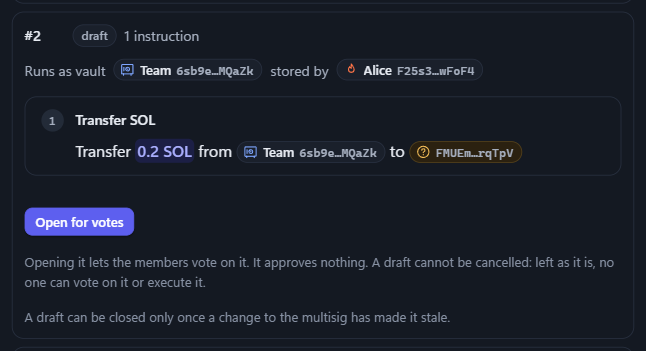 #2 draft 1 instruction
Runs as vault Team 6sb9e…MQaZk stored by Alice F25s3…wFoF4
1 Transfer SOL
Transfer 0.2 SOL from Team 6sb9e…MQaZk to FMUEm…rqTpV
Open for votes
Opening it lets the members vote on it. It approves nothing. A draft cannot be cancelled: left as it is, no
one can vote on it or execute it.
A draft can be closed only once a change to the multisig has made it stale.